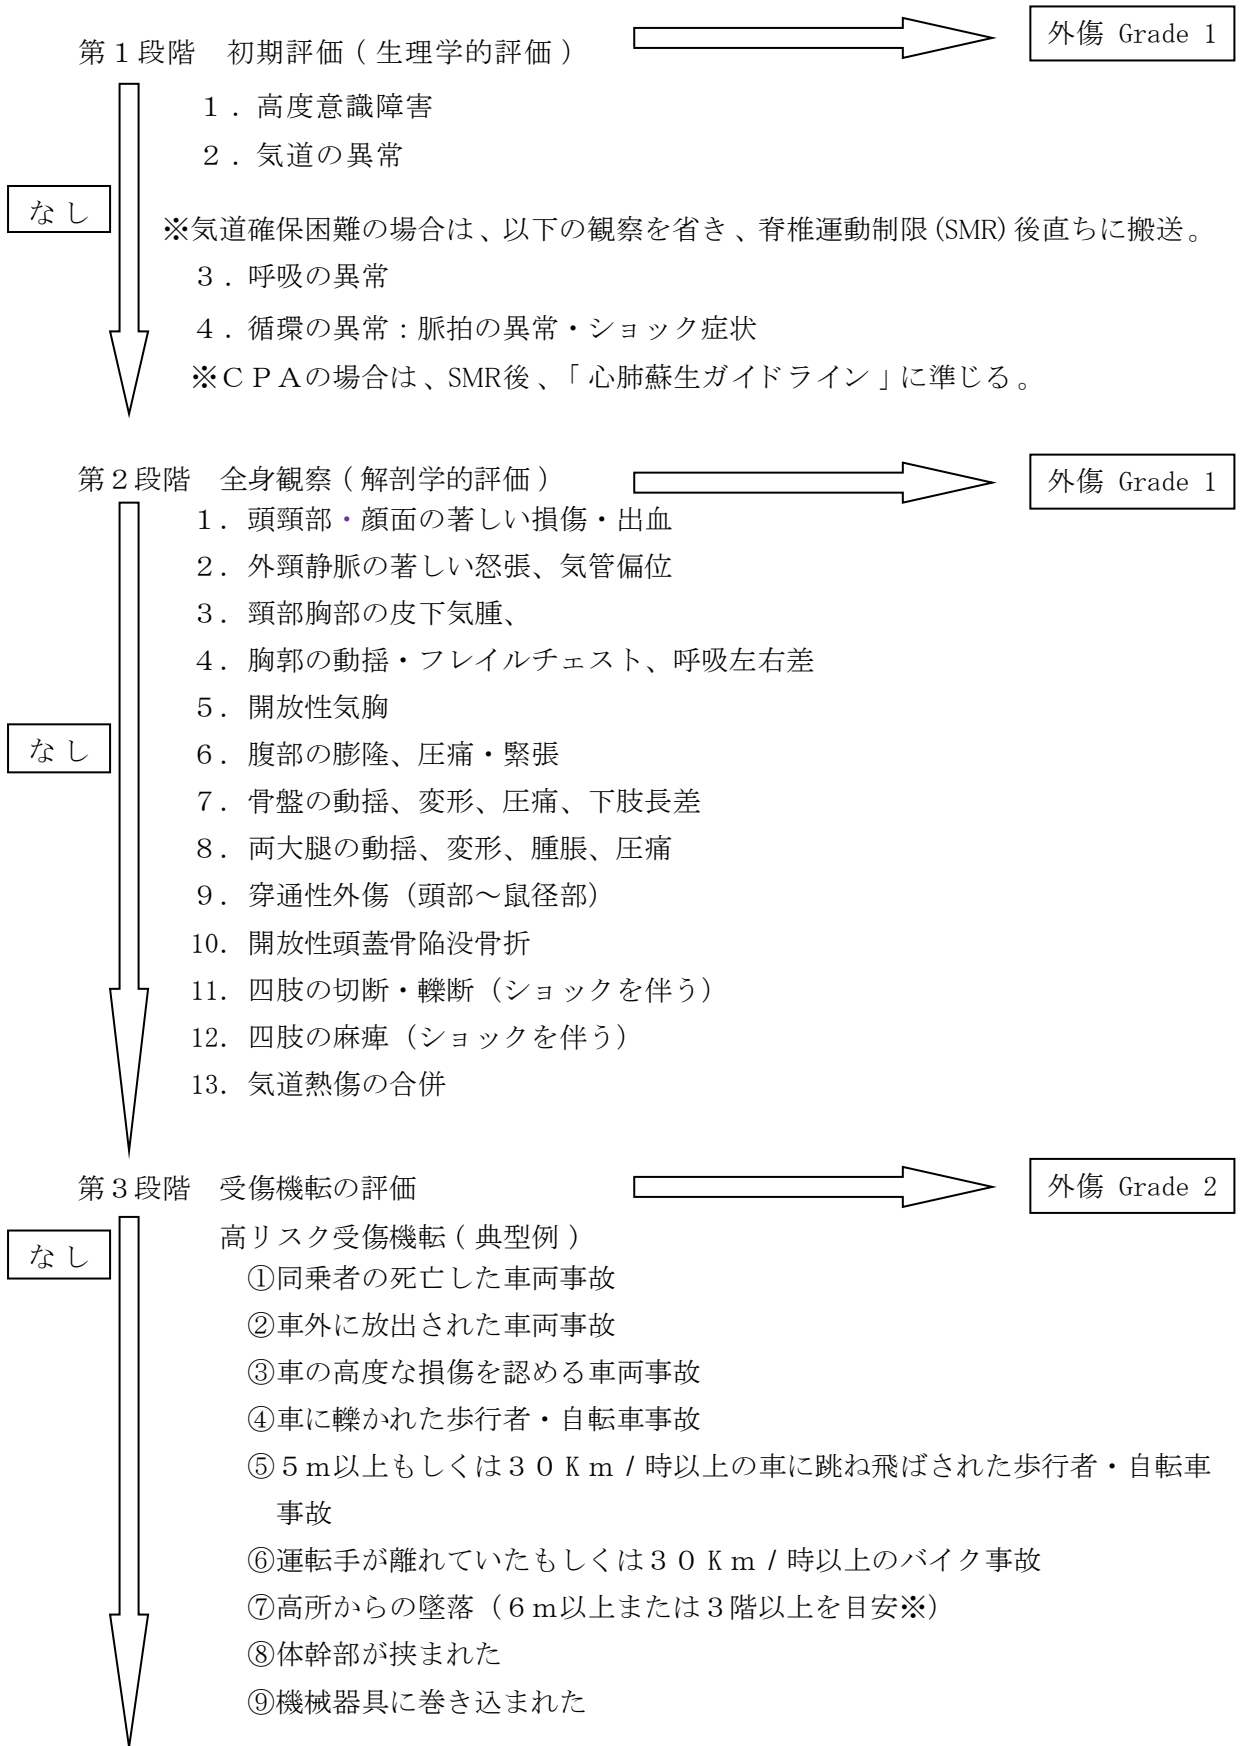 第１段階　初期評価（生理学的評価）
外傷 Grade 1
１．高度意識障害
２．気道の異常
なし
※気道確保困難の場合は、以下の観察を省き、脊椎運動制限(SMR)後直ちに搬送。
３．呼吸の異常
４．循環の異常：脈拍の異常・ショック症状
※ＣＰＡの場合は、SMR後、「心肺蘇生ガイドライン」に準じる。
第２段階　全身観察（解剖学的評価）
外傷 Grade 1
１．頭頸部・顔面の著しい損傷・出血
２．外頸静脈の著しい怒張、気管偏位
３．頸部胸部の皮下気腫、
４．胸郭の動揺・フレイルチェスト、呼吸左右差
５．開放性気胸
なし
６．腹部の膨隆、圧痛・緊張
７．骨盤の動揺、変形、圧痛、下肢長差
８．両大腿の動揺、変形、腫脹、圧痛
９．穿通性外傷（頭部～鼠径部）
10．開放性頭蓋骨陥没骨折
11．四肢の切断・轢断（ショックを伴う）
12．四肢の麻痺（ショックを伴う）
13．気道熱傷の合併
第３段階　受傷機転の評価
外傷 Grade 2
なし
高リスク受傷機転（典型例）
①同乗者の死亡した車両事故
②車外に放出された車両事故
③車の高度な損傷を認める車両事故
④車に轢かれた歩行者・自転車事故
⑤５ｍ以上もしくは３０Ｋｍ/時以上の車に跳ね飛ばされた歩行者・自転車
事故
⑥運転手が離れていたもしくは３０Ｋｍ/時以上のバイク事故
⑦高所からの墜落（６ｍ以上または３階以上を目安※）
⑧体幹部が挟まれた
⑨機械器具に巻き込まれた